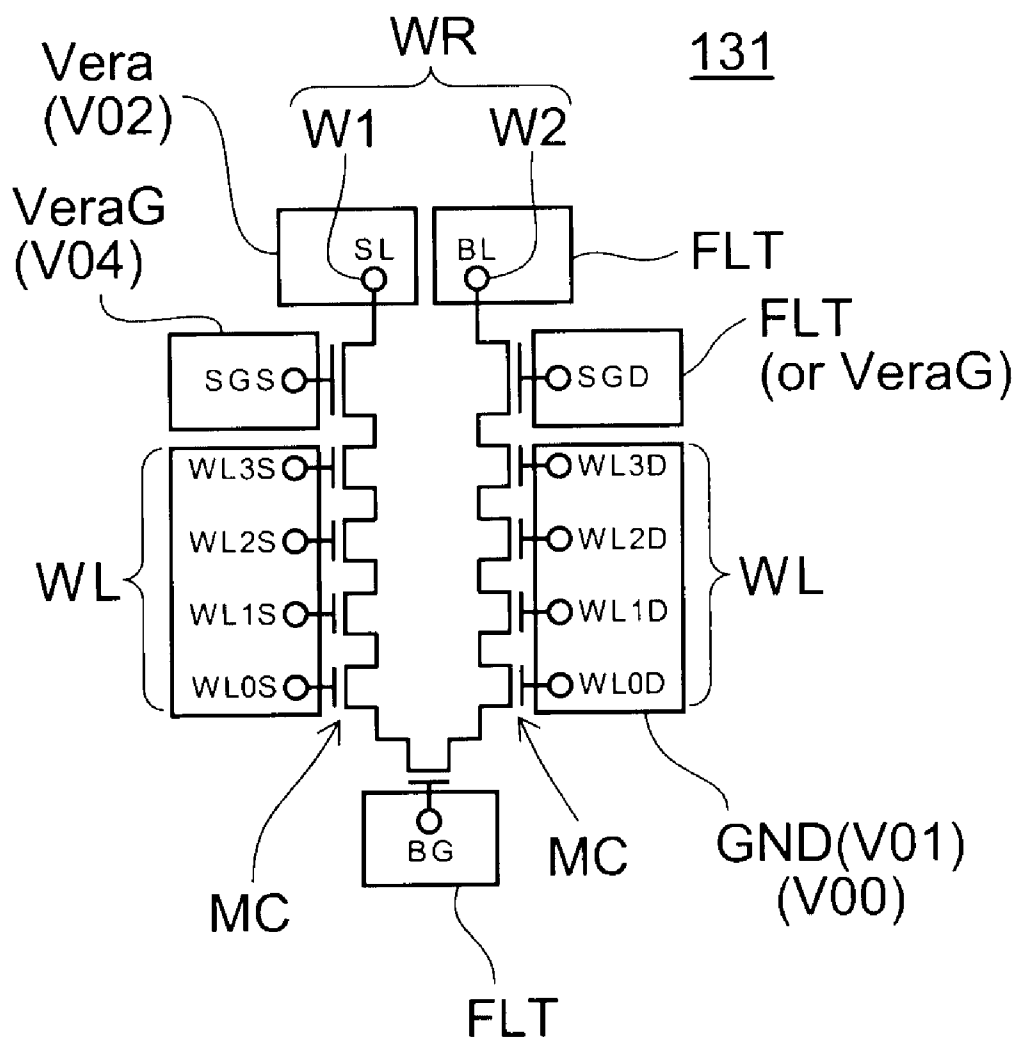 WR
131
Vera
(V02)
W1
W2
VeraG
(V04)
SL
BL
FLT
FLT
(or VeraG)
SGS
SGD
WL3S
WL3D
WL2S
WL2D
WL
WL
WL1S
WL1D
WL0S
WL0D
BG
MC
MC
GND(V01)
(V00)
FLT